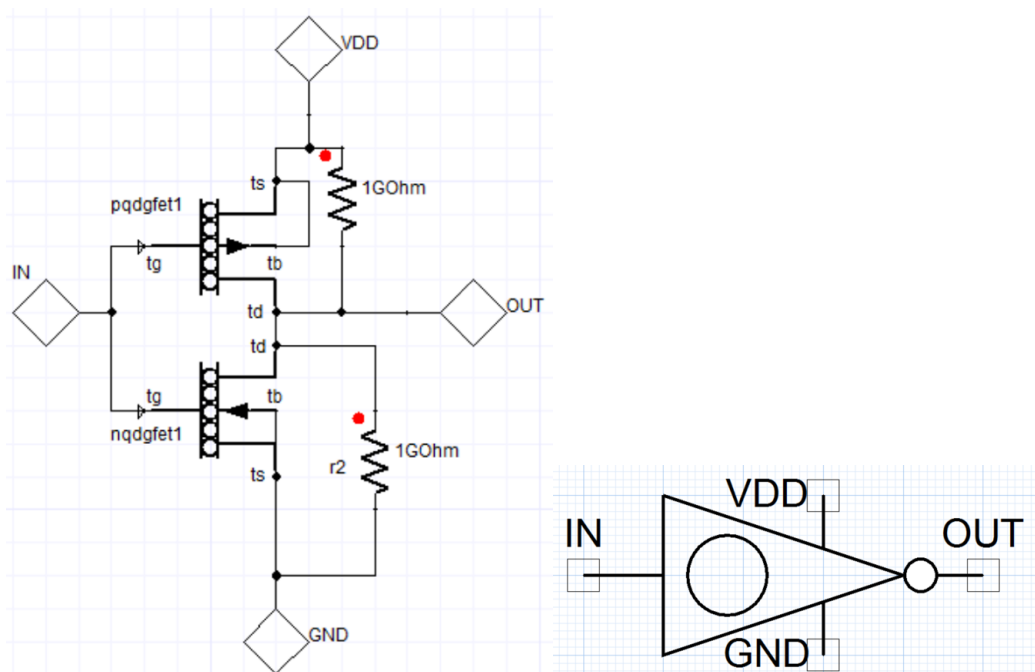 VDD
ts
1GOhm
pqdgfet1
tg
tb
IN
td
OUT
td
tg
tb
nqdgfet1
1GOhm
r2
ts
GND
VDD
IN
OUT
GND